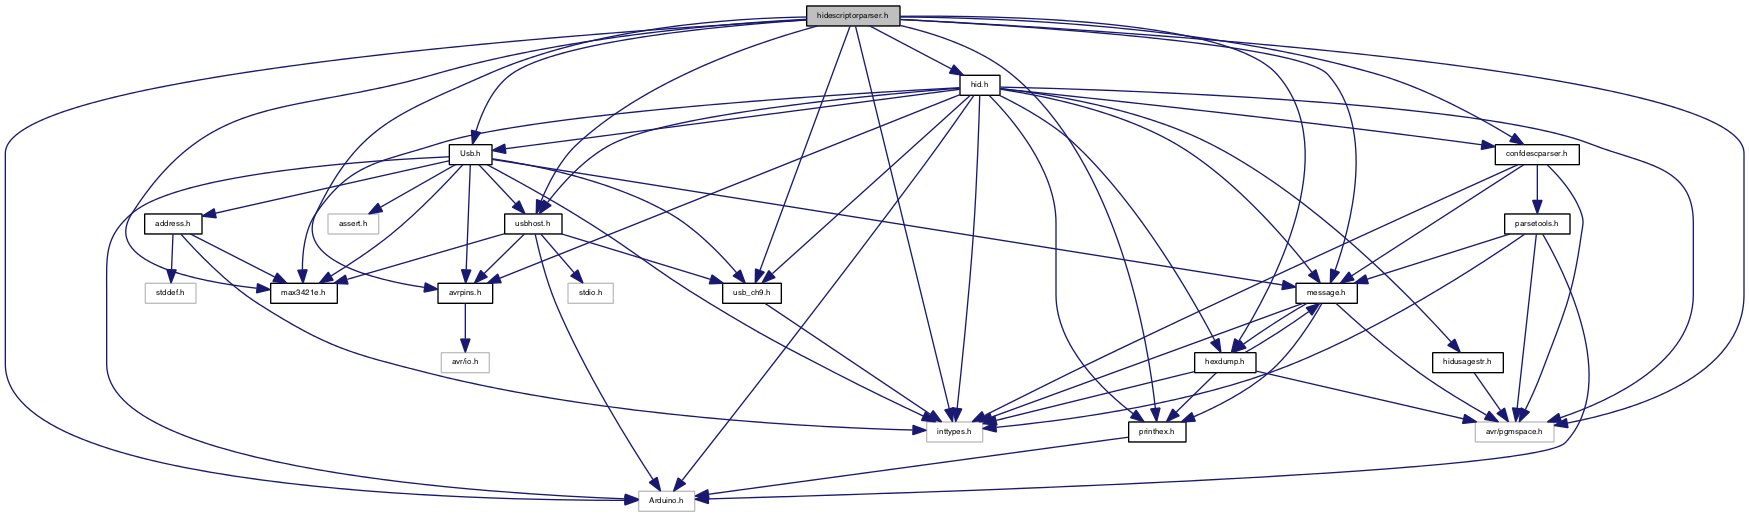 hidescriptorparser.h
hid.h
Usb.h
confdescparser.h
address.h
assert.h
usbhost.h
parsetools.h
stddef.h
max3421e.h
avrpins.h
stdio.h
usb_ch9.h
message.h
avr/io.h
hexdump.h
hidusagestr.h
inttypes.h
printhex.h
avr/pgmspace.h
Arduino.h